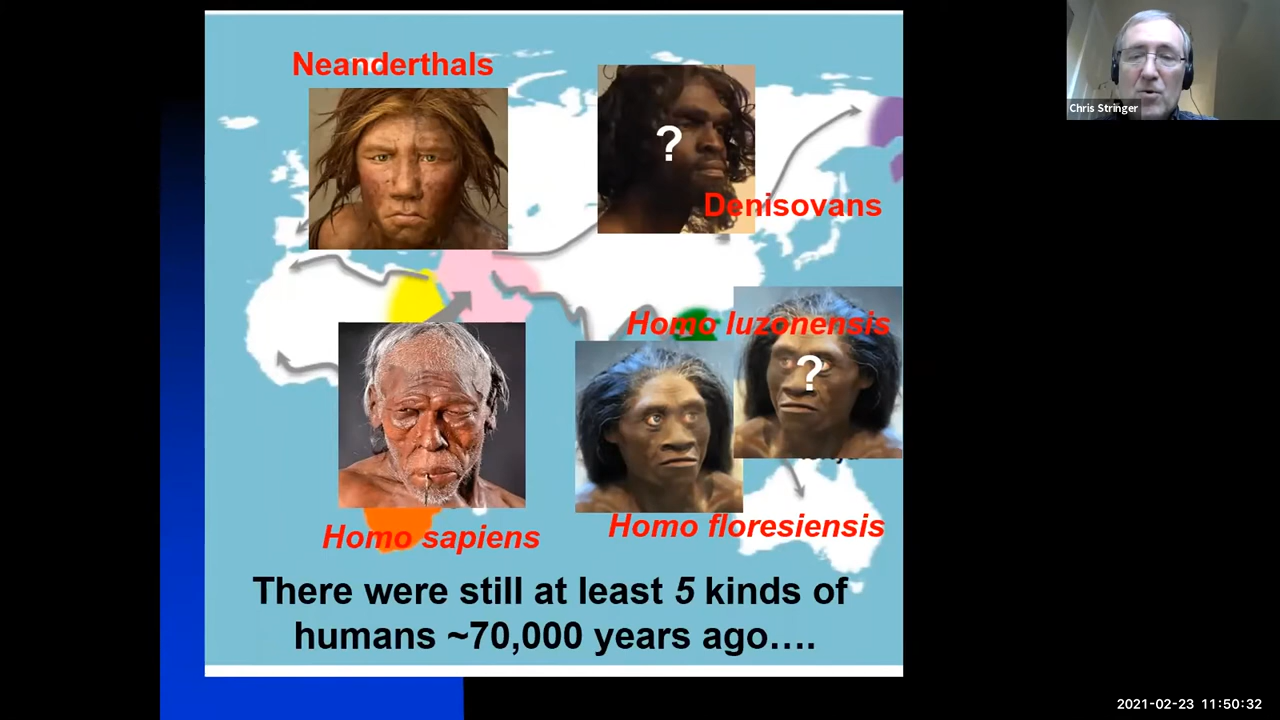 Neanderthals
?
Denisovans
Homo luzonensis
?
Homo sapiens
Homo floresiensis
There were still at least 5 kinds of
humans ~70,000 years ago….
Chris Stringer
2021-02-23 11:50:32